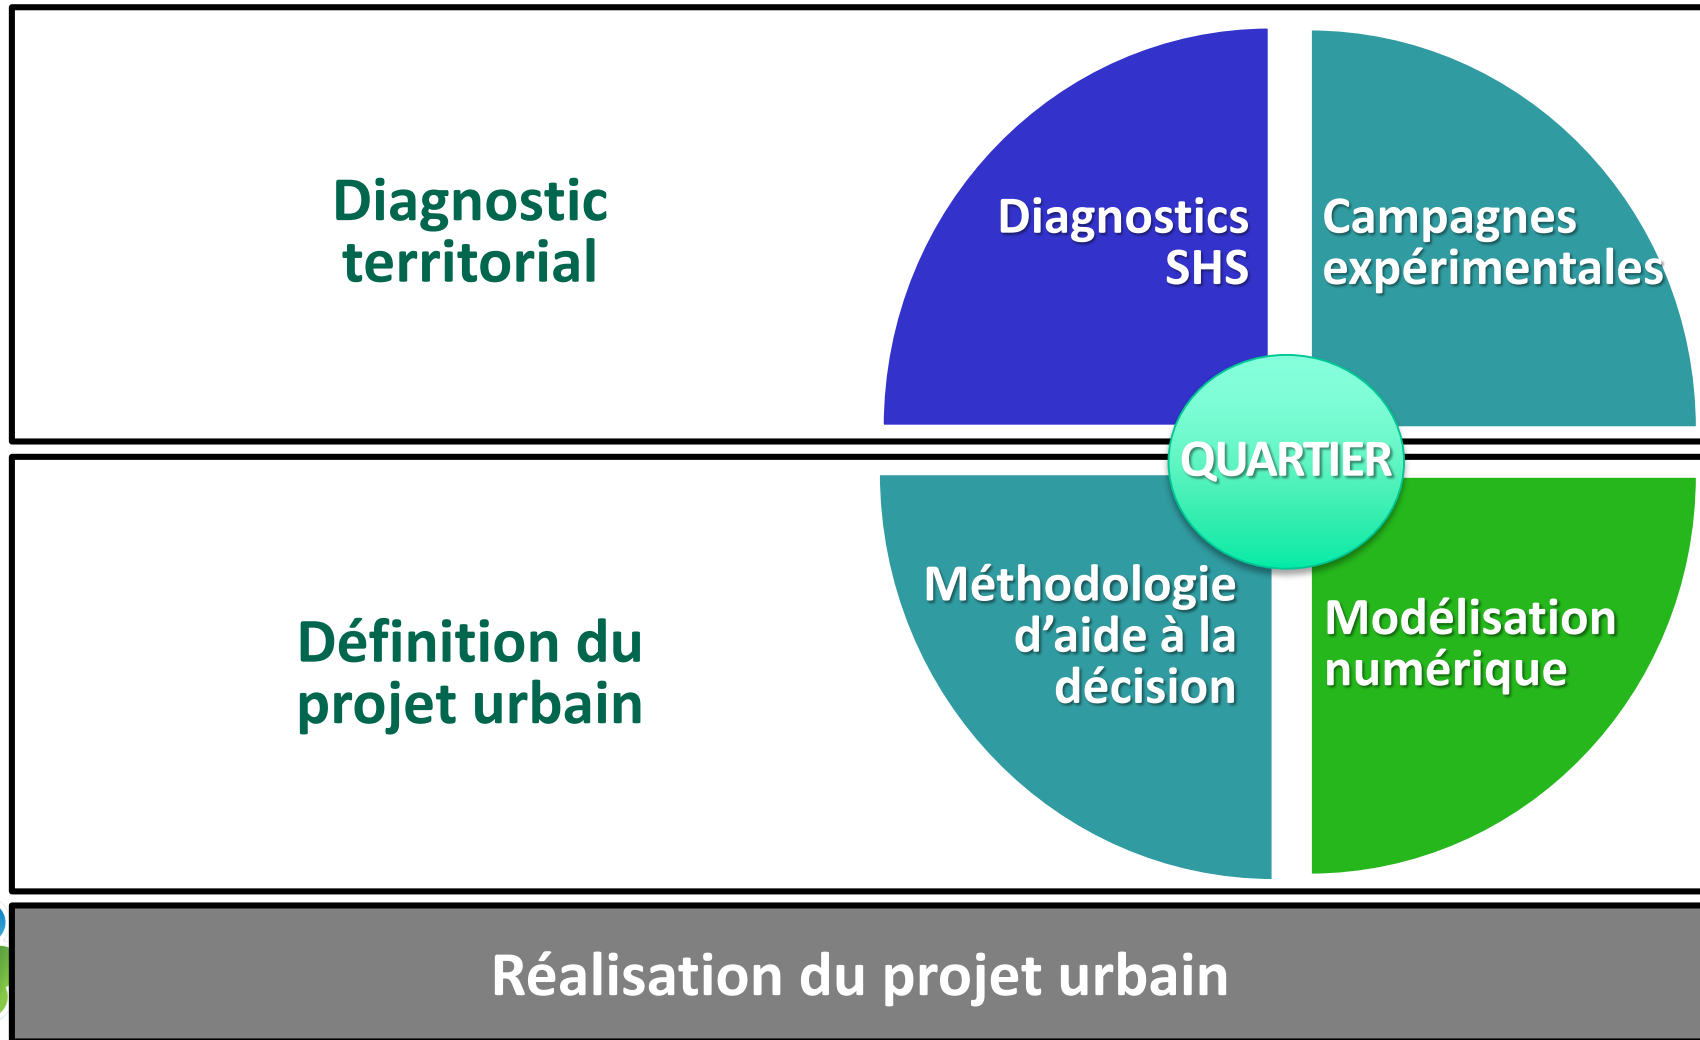 Diagnostic
territorial
Diagnostics
SHS
Campagnes
expérimentales
QUARTIER
Définition du
projet urbain
Méthodologie
d’aide à la
décision
Modélisation
numérique
Réalisation du projet urbain